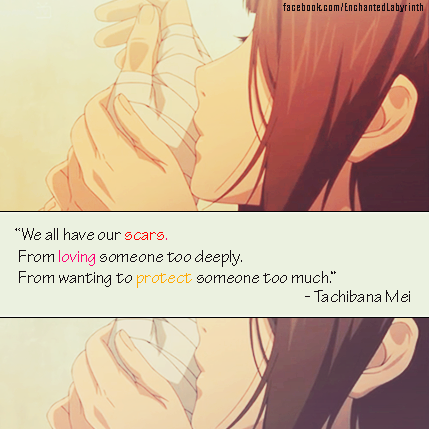 facebook.com/EnchantedLabyrinth
"We all have our scars.
From loving someone too deeply.
From wanting to protect someone too much."
- Tachibana Mei